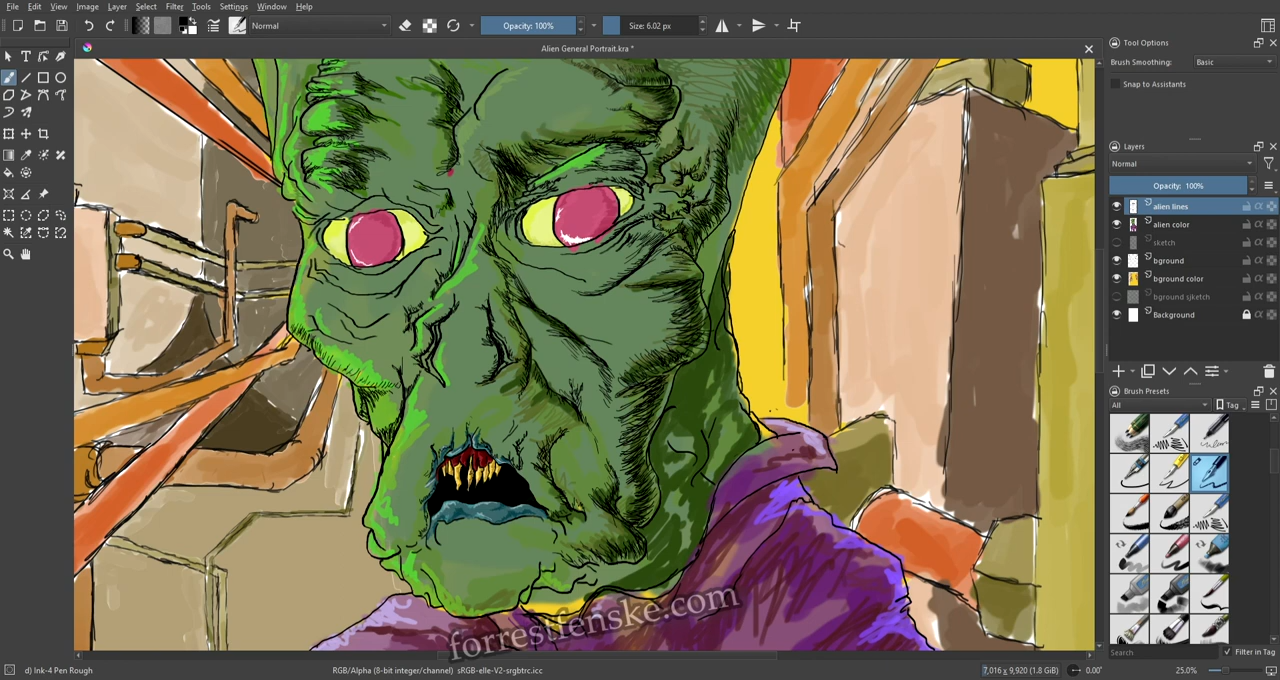 File Edit View Image Layer Select Filter Tools Settings Window Help
Normal Opacity: 100% Size: 6.02 px
Alien General Portrait.kra *
Tool Options
Brush Smoothing: Basic
Snap to Assistants
Layers
Normal
Opacity: 100%
alien lines
alien color
sketch
bground
bground color
bground sjketch
Background
Brush Presets
All Tag
forrestfenske.com
Search Filter in Tag
d) Ink-4 Pen Rough RGB/Alpha (8-bit integer/channel) sRGB-elle-V2-srgbtrc.icc 7,016 x 9,920 (1.8 GiB) 0.00° 25.0%